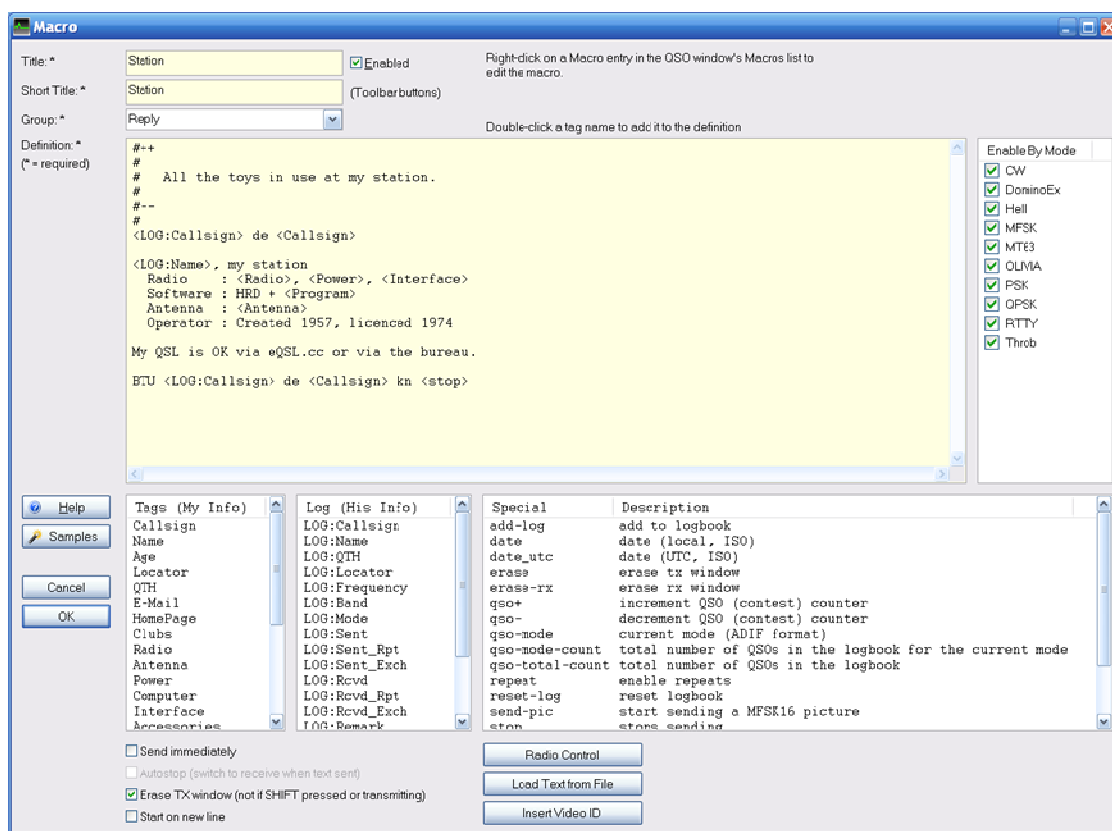 Macro
Title: *
Station
Enabled
Right-click on a Macro entry in the QSO window's Macros list to
edit the macro.
Short Title: *
Station
(Toolbar buttons)
Group: *
Reply
Double-click a tag name to add it to the definition
Definition: *
(* = required)
#-+
#
#   All the toys in use at my station.
#
#--
#
<LOG:Callsign> de <Callsign>
<LOG:Name>, my station
Radio    : <Radio>, <Power>, <Interface>
Software : HRD + <Program>
Antenna  : <Antenna>
Operator : Created 1957, licenced 1974
My QSL is OK via eQSL.cc or via the bureau.
BTU <LOG:Callsign> de <Callsign> kn <stop>
Enable By Mode
CW
DominoEx
Hell
MFSK
MT63
OLIVIA
PSK
QPSK
RTTY
Throb
Help
Samples
Cancel
OK
Tags (My Info)
Callsign
Name
Age
Locator
QTH
E-Mail
HomePage
Clubs
Radio
Antenna
Power
Computer
Interface
Accessories
Log (His Info)
LOG:Callsign
LOG:Name
LOG:QTH
LOG:Locator
LOG:Frequency
LOG:Band
LOG:Mode
LOG:Sent
LOG:Sent_Rpt
LOG:Sent_Exch
LOG:Rcvd
LOG:Rcvd_Rpt
LOG:Rcvd_Exch
LOG:Remark
Special Description
add-log add to logbook
date date (local, ISO)
date_utc date (UTC, ISO)
erase erase tx window
erase-rx erase rx window
qso+ increment QSO (contest) counter
qso- decrement QSO (contest) counter
qso-mode current mode (ADIF format)
qso-mode-count total number of QSOs in the logbook for the current mode
qso-total-count total number of QSOs in the logbook
repeat enable repeats
reset-log reset logbook
send-pic start sending a MFSK16 picture
stop stops sending
Send immediately
Autostop (switch to receive when text sent)
Erase TX window (not if SHIFT pressed or transmitting)
Start on new line
Radio Control
Load Text from File
Insert Video ID